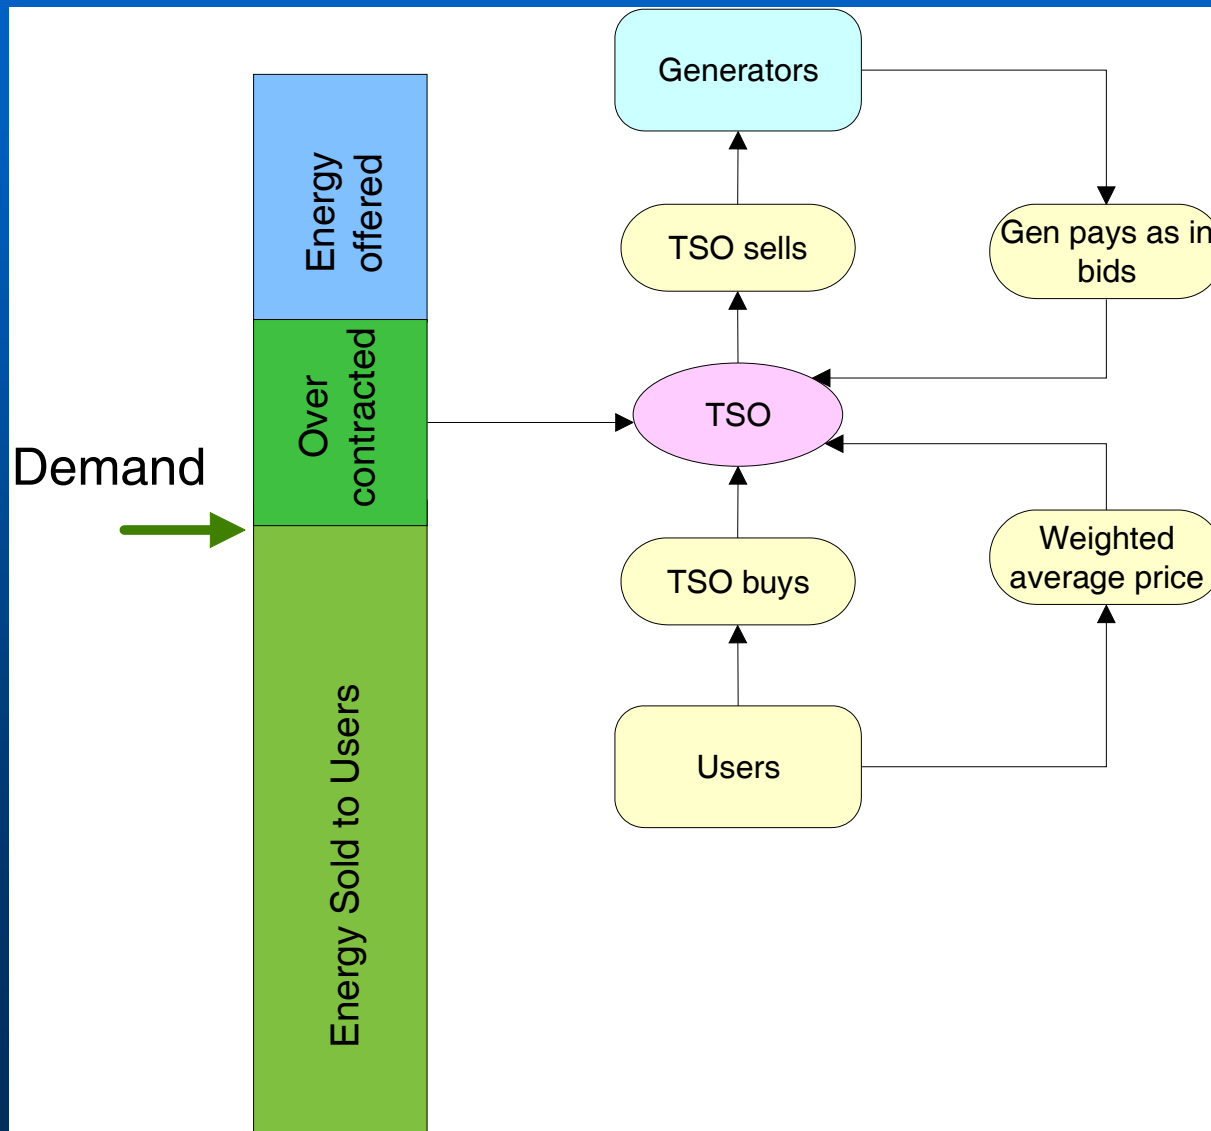 Generators
Energy
offered
TSO sells
Gen pays as in
bids
Over
contracted
TSO
Demand
Weighted
average price
TSO buys
Energy Sold to Users
Users